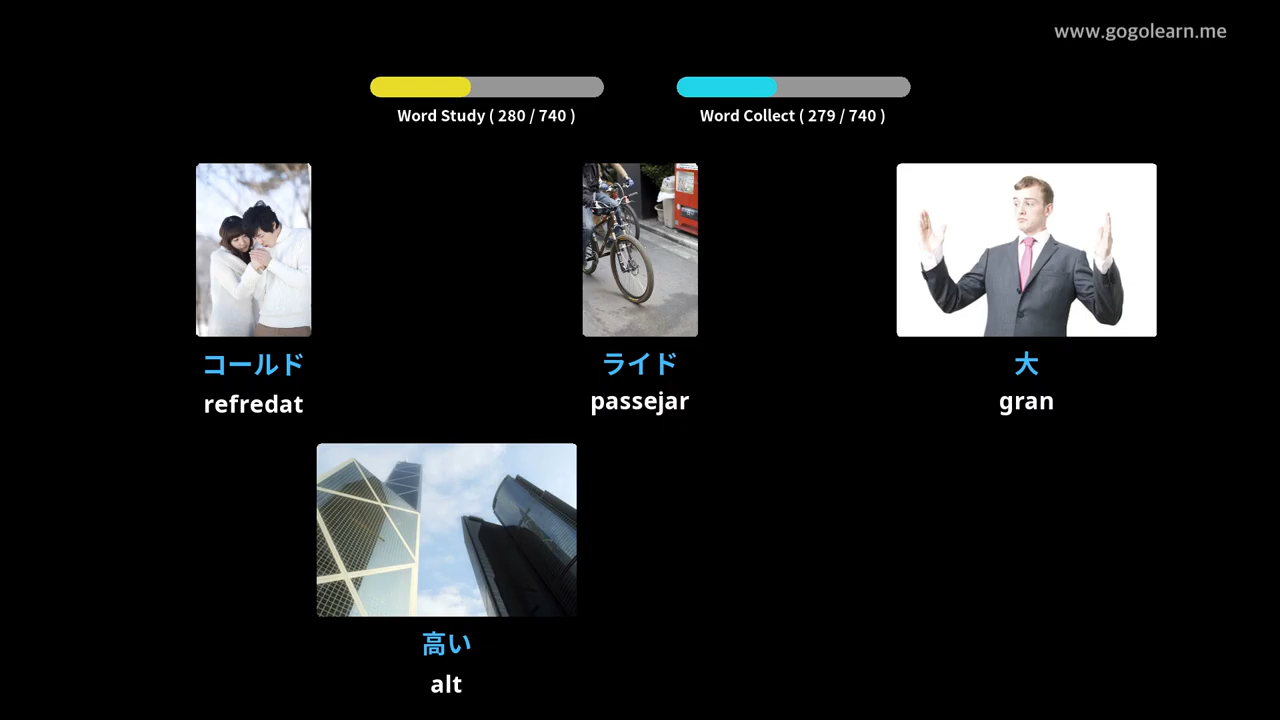 www.gogolearn.me
Word Study ( 280 / 740 )
Word Collect ( 279 / 740 )
コールド
refredat
ライド
passejar
大
gran
高い
alt